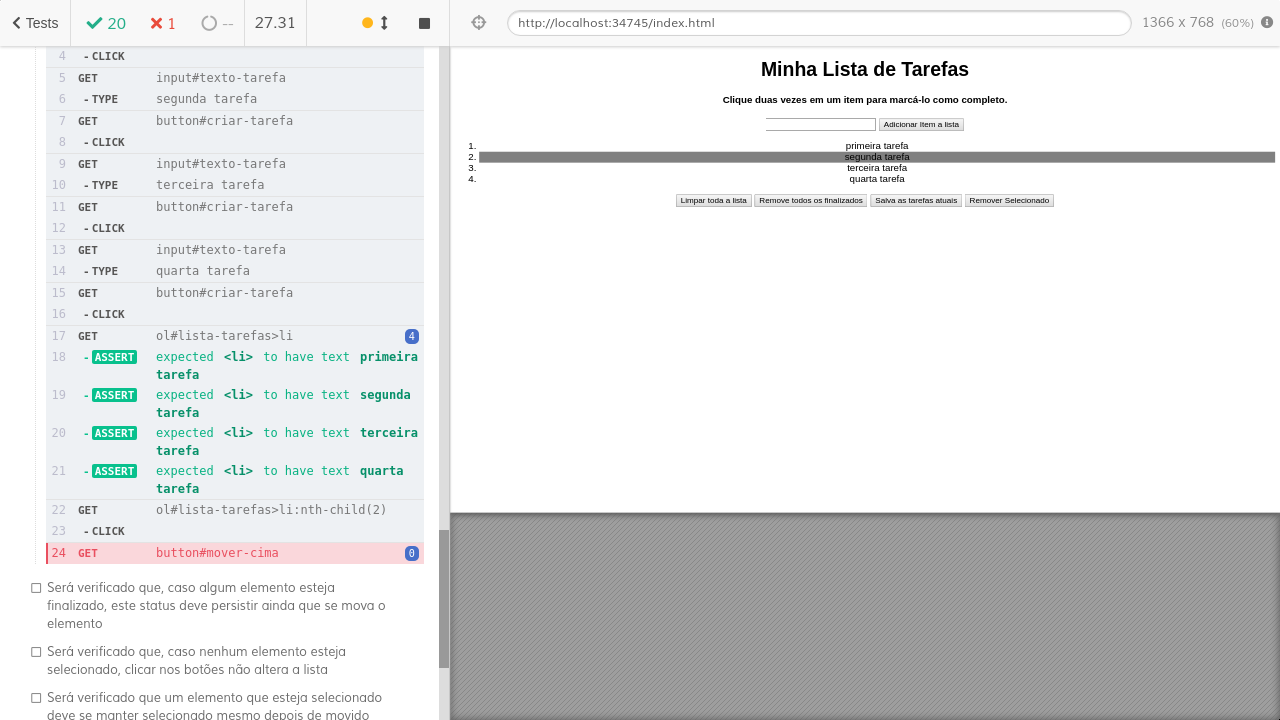 Tests
20
1
--
27.31
http://localhost:34745/index.html
1366 x 768 (60%)
4 - CLICK
5 GET input#texto-tarefa
6 - TYPE segunda tarefa
7 GET button#criar-tarefa
8 - CLICK
9 GET input#texto-tarefa
10 - TYPE terceira tarefa
11 GET button#criar-tarefa
12 - CLICK
13 GET input#texto-tarefa
14 - TYPE quarta tarefa
15 GET button#criar-tarefa
16 - CLICK
17 GET ol#lista-tarefas>li 4
18 - ASSERT expected <li> to have text primeira
tarefa
19 - ASSERT expected <li> to have text segunda
tarefa
20 - ASSERT expected <li> to have text terceira
tarefa
21 - ASSERT expected <li> to have text quarta
tarefa
22 GET ol#lista-tarefas>li:nth-child(2)
23 - CLICK
24 GET button#mover-cima 0
Será verificado que, caso algum elemento esteja
finalizado, este status deve persistir ainda que se mova o
elemento
Será verificado que, caso nenhum elemento esteja
selecionado, clicar nos botões não altera a lista
Será verificado que um elemento que esteja selecionado
deve se manter selecionado mesmo depois de movido
Minha Lista de Tarefas
Clique duas vezes em um item para marcá-lo como completo.
Adicionar Item a lista
1. primeira tarefa
2. segunda tarefa
3. terceira tarefa
4. quarta tarefa
Limpar toda a lista
Remove todos os finalizados
Salva as tarefas atuais
Remover Selecionado